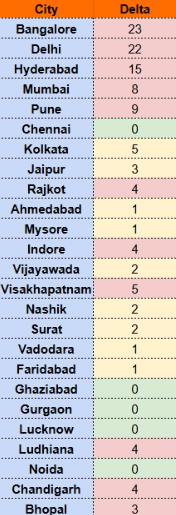 City Delta
Bangalore 23
Delhi 22
Hyderabad 15
Mumbai 8
Pune 9
Chennai 0
Kolkata 5
Jaipur 3
Rajkot 4
Ahmedabad 1
Mysore 1
Indore 4
Vijayawada 2
Visakhapatnam 5
Nashik 2
Surat 2
Vadodara 1
Faridabad 1
Ghaziabad 0
Gurgaon 0
Lucknow 0
Ludhiana 4
Noida 0
Chandigarh 4
Bhopal 3